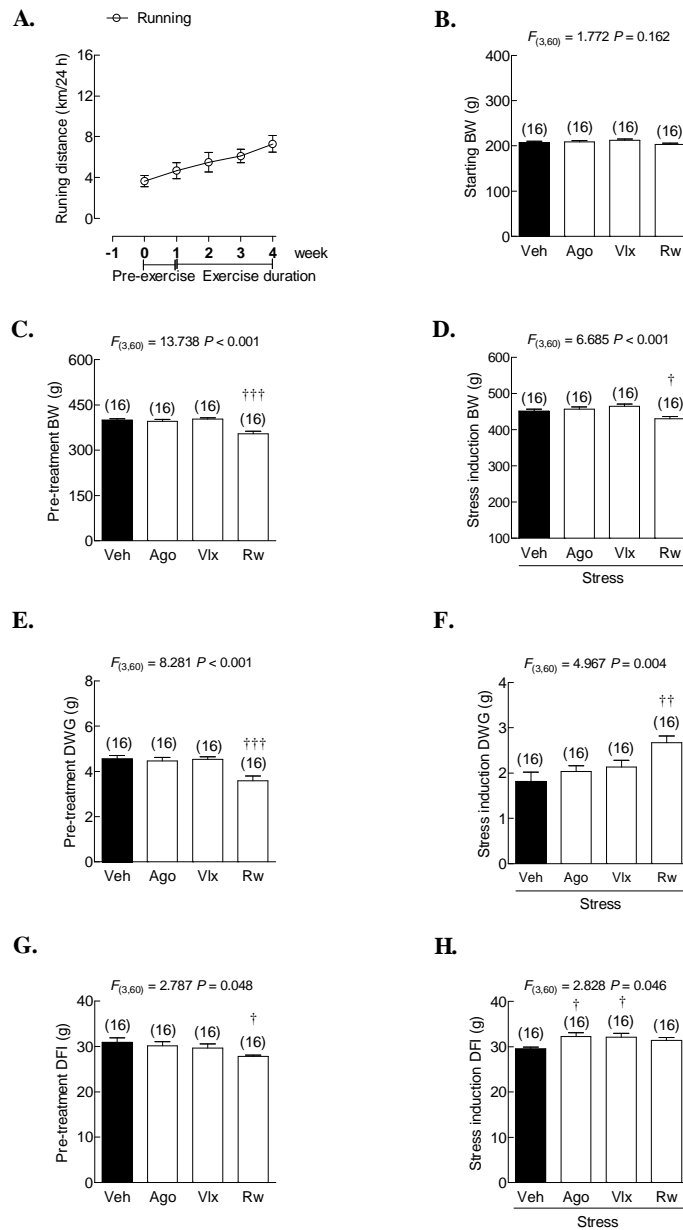 A.
Running
Runing distance (km/24 h)
16
12
8
4
0
-1 0 1 2 3 4 week
Pre-exercise Exercise duration
B.
F(3,60) = 1.772 P = 0.162
Starting BW (g)
400
300
200
100
0
(16) (16) (16) (16)
Veh Ago Vlx Rw
C.
F(3,60) = 13.738 P < 0.001
Pre-treatment BW (g)
600
450
300
150
0
†††
(16) (16) (16) (16)
Veh Ago Vlx Rw
D.
F(3,60) = 6.685 P < 0.001
Stress induction BW (g)
600
500
400
300
200
100
†
(16) (16) (16) (16)
Veh Ago Vlx Rw
Stress
E.
F(3,60) = 8.281 P < 0.001
Pre-treatment DWG (g)
8
6
4
2
0
†††
(16) (16) (16) (16)
Veh Ago Vlx Rw
F.
F(3,60) = 4.967 P = 0.004
Stress induction DWG (g)
4
3
2
1
0
††
(16) (16) (16) (16)
Veh Ago Vlx Rw
Stress
G.
F(3,60) = 2.787 P = 0.048
Pre-treatment DFI (g)
40
30
20
10
0
†
(16) (16) (16) (16)
Veh Ago Vlx Rw
H.
F(3,60) = 2.828 P = 0.046
Stress induction DFI (g)
40
30
20
10
0
† †
(16) (16) (16) (16)
Veh Ago Vlx Rw
Stress